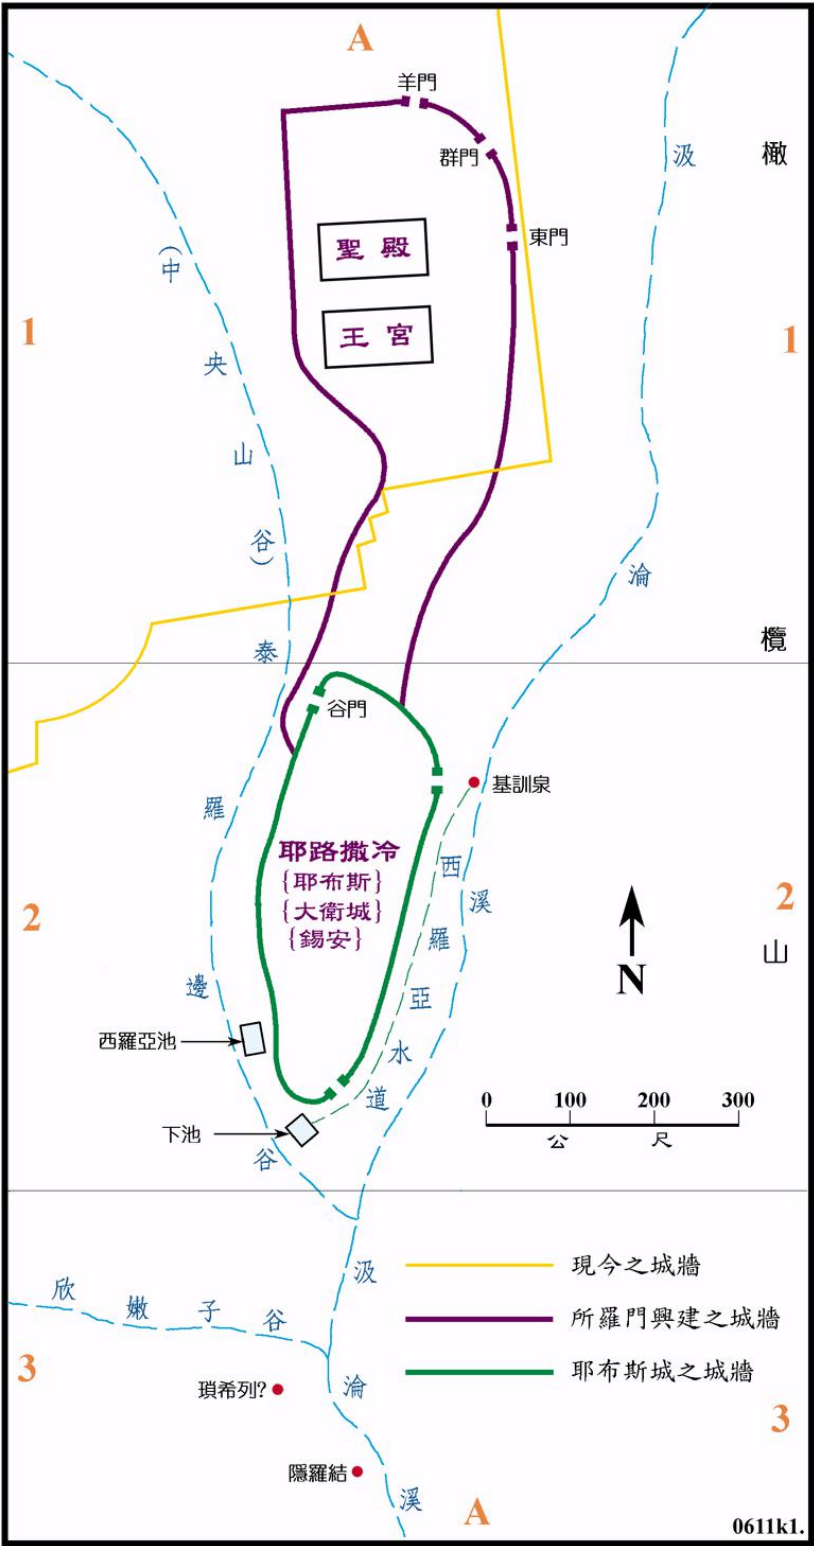 A
羊門
群門
東門
汲
橄
(中
聖殿
王宮
1
1
央
山
谷)
淪
欖
泰
谷門
基訓泉
羅
耶路撒冷
{耶布斯}
{大衛城}
{錫安}
西
溪
羅
2
2
山
N
邊
亞
西羅亞池
水
道
下池
谷
0 100 200 300
公尺
汲
現今之城牆
欣嫩子谷
所羅門興建之城牆
耶布斯城之城牆
3
3
瑣希列?
淪
隱羅結
溪
A
0611k1.